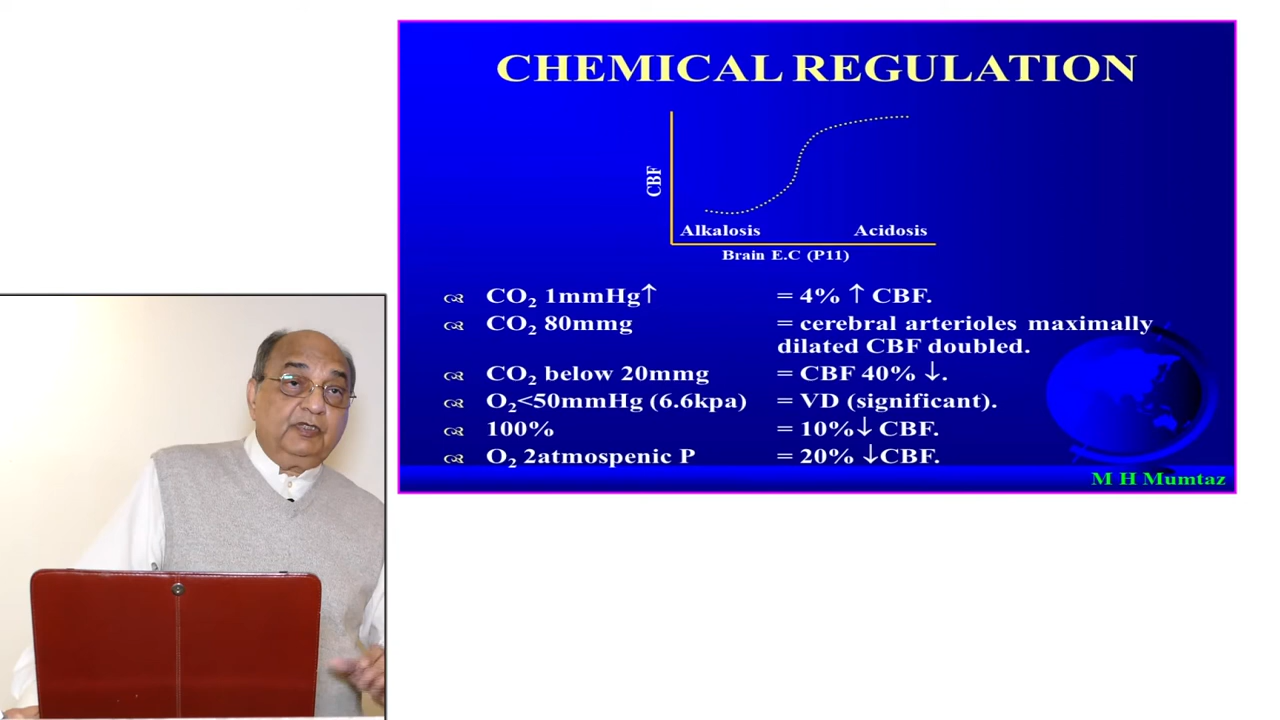 CHEMICAL REGULATION
CBF
Alkalosis Acidosis
Brain E.C (P11)
CO₂ 1mmHg↑ = 4% ↑ CBF.
CO₂ 80mmg = cerebral arterioles maximally
dilated CBF doubled.
CO₂ below 20mmg = CBF 40% ↓.
O₂<50mmHg (6.6kpa) = VD (significant).
100% = 10%↓ CBF.
O₂ 2atmospenic P = 20% ↓CBF.
M H Mumtaz